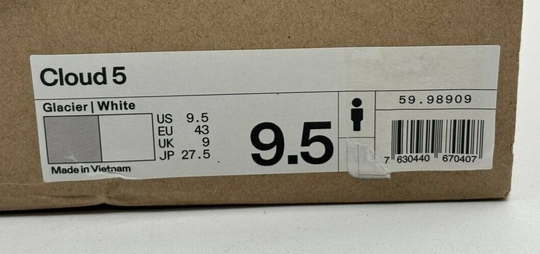 Cloud 5
Glacier | White
US 9.5
EU 43
UK 9
JP 27.5
Made in Vietnam
9.5
59.98909
7 630440 670407